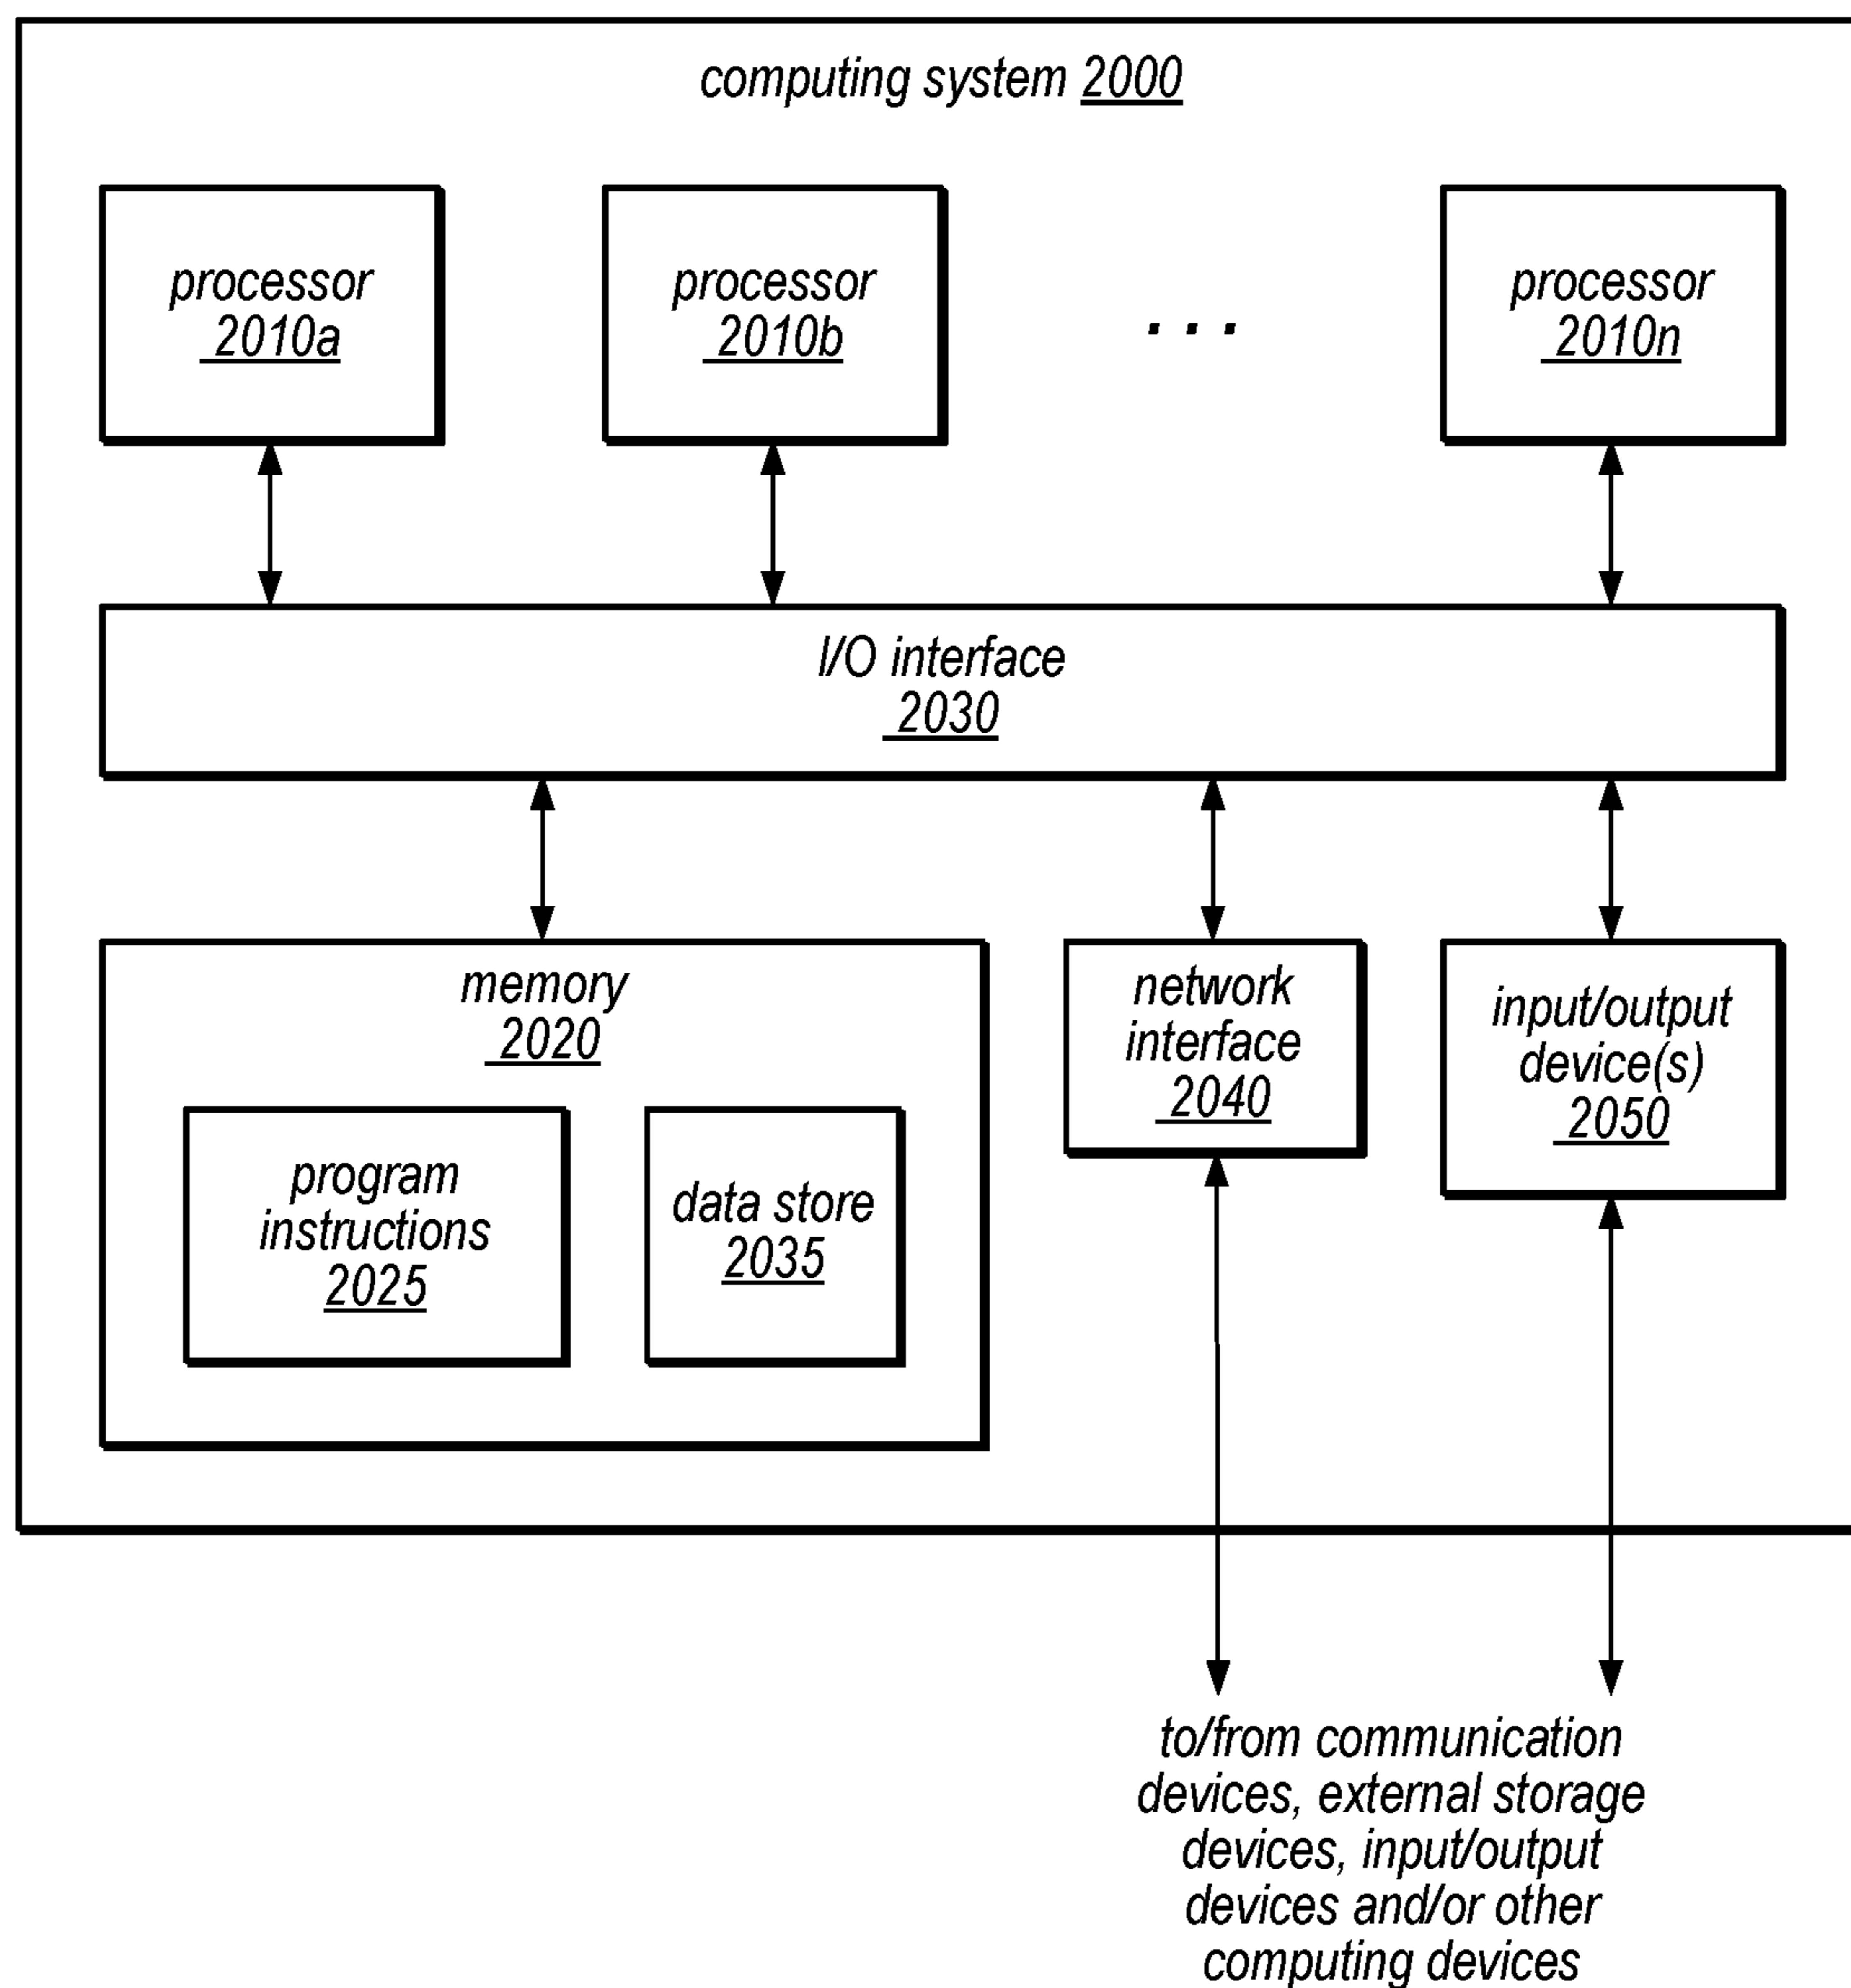 computing system 2000
processor
2010a
processor
2010b
. . .
processor
2010n
I/O interface
2030
memory
2020
program
instructions
2025
data store
2035
network
interface
2040
input/output
device(s)
2050
to/from communication
devices, external storage
devices, input/output
devices and/or other
computing devices